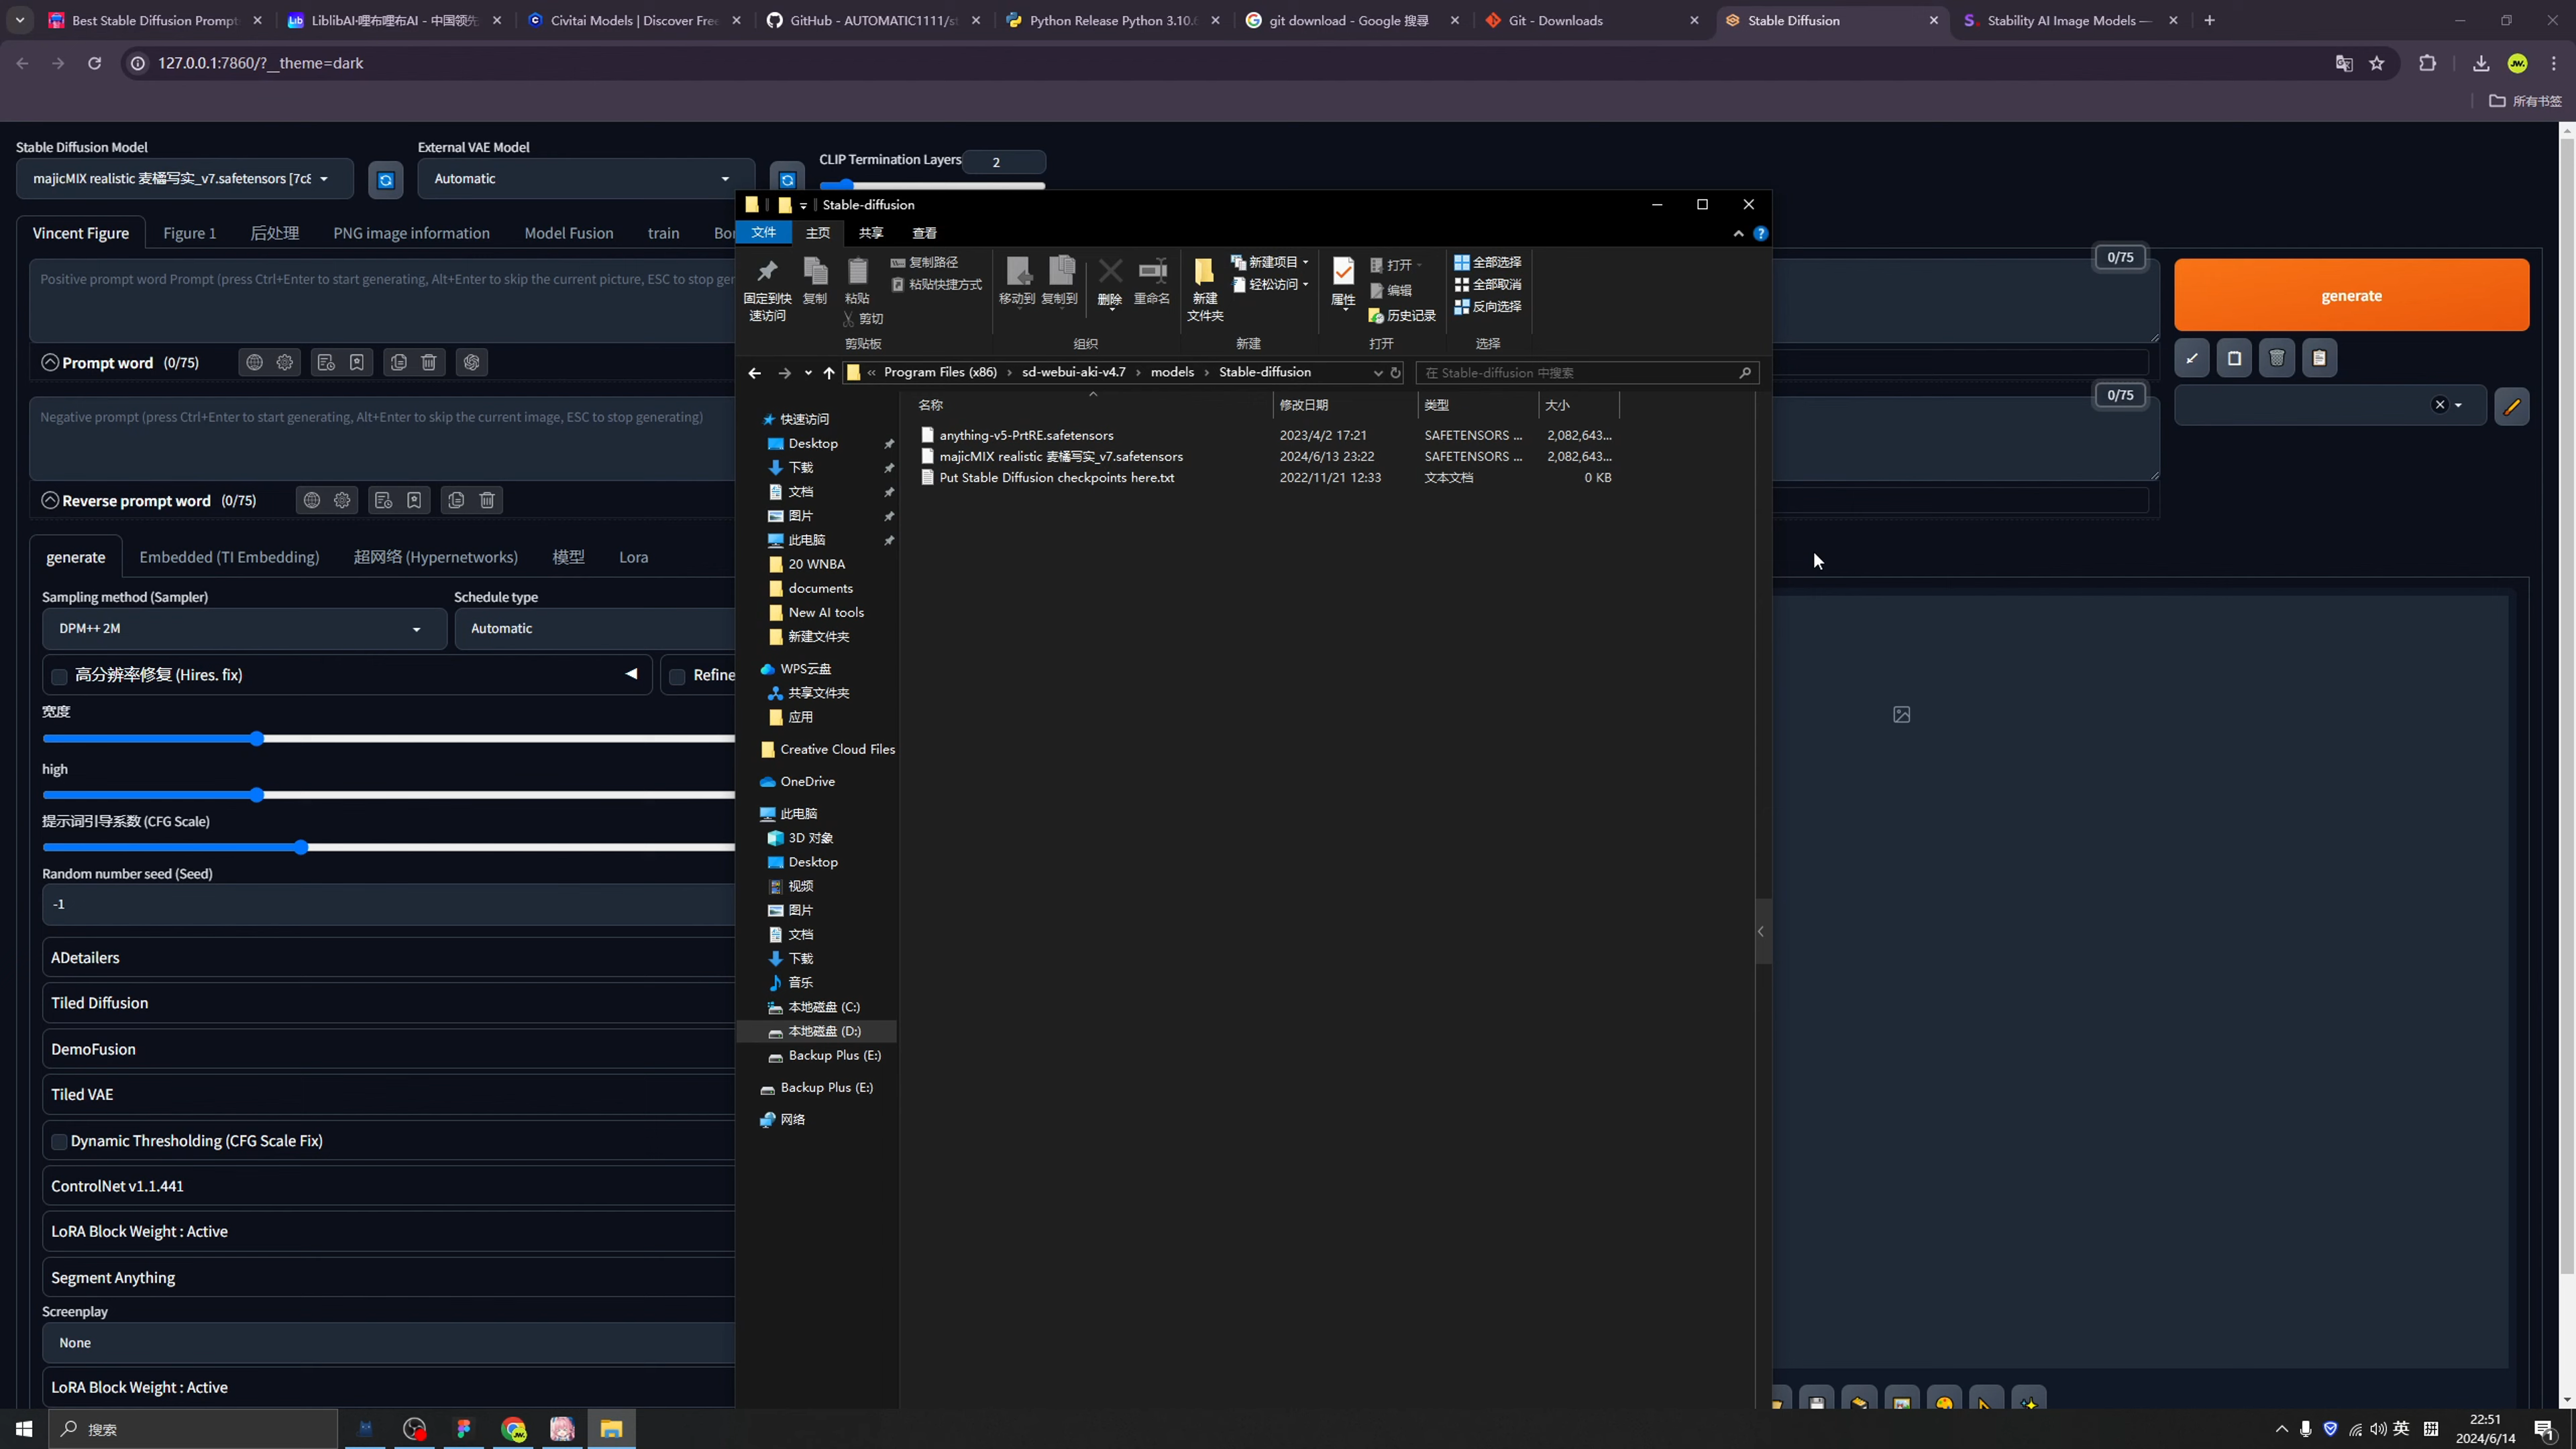 Best Stable Diffusion Prompt
LiblibAI·哩布哩布AI - 中国领先
Civitai Models | Discover Free
GitHub - AUTOMATIC1111/st
Python Release Python 3.10.6
git download - Google 搜尋
Git - Downloads
Stable Diffusion
Stability AI Image Models —
127.0.0.1:7860/?__theme=dark
所有书签
Stable Diffusion Model
External VAE Model
CLIP Termination Layers
2
majicMIX realistic 麦橘写实_v7.safetensors [7c8
Automatic
Vincent Figure
Figure 1
后处理
PNG image information
Model Fusion
train
Boo
Positive prompt word Prompt (press Ctrl+Enter to start generating, Alt+Enter to skip the current picture, ESC to stop gen
0/75
generate
Prompt word (0/75)
Negative prompt (press Ctrl+Enter to start generating, Alt+Enter to skip the current image, ESC to stop generating)
0/75
Reverse prompt word (0/75)
generate
Embedded (TI Embedding)
超网络 (Hypernetworks)
模型
Lora
Sampling method (Sampler)
Schedule type
DPM++ 2M
Automatic
高分辨率修复 (Hires. fix)
Refine
宽度
high
提示词引导系数 (CFG Scale)
Random number seed (Seed)
-1
ADetailers
Tiled Diffusion
DemoFusion
Tiled VAE
Dynamic Thresholding (CFG Scale Fix)
ControlNet v1.1.441
LoRA Block Weight : Active
Segment Anything
Screenplay
None
LoRA Block Weight : Active
Stable-diffusion
文件
主页
共享
查看
固定到快
速访问
复制
粘贴
复制路径
粘贴快捷方式
剪切
剪贴板
移动到
复制到
删除
重命名
组织
新建
文件夹
新建项目
轻松访问
新建
属性
打开
编辑
历史记录
打开
全部选择
全部取消
反向选择
选择
« Program Files (x86) › sd-webui-aki-v4.7 › models › Stable-diffusion
在 Stable-diffusion 中搜索
名称
修改日期
类型
大小
anything-v5-PrtRE.safetensors 2023/4/2 17:21 SAFETENSORS ... 2,082,643...
majicMIX realistic 麦橘写实_v7.safetensors 2024/6/13 23:22 SAFETENSORS ... 2,082,643...
Put Stable Diffusion checkpoints here.txt 2022/11/21 12:33 文本文档 0 KB
快速访问
Desktop
下载
文档
图片
此电脑
20 WNBA
documents
New AI tools
新建文件夹
WPS云盘
共享文件夹
应用
Creative Cloud Files
OneDrive
此电脑
3D 对象
Desktop
视频
图片
文档
下载
音乐
本地磁盘 (C:)
本地磁盘 (D:)
Backup Plus (E:)
Backup Plus (E:)
网络
搜索
英
拼
22:51
2024/6/14
1